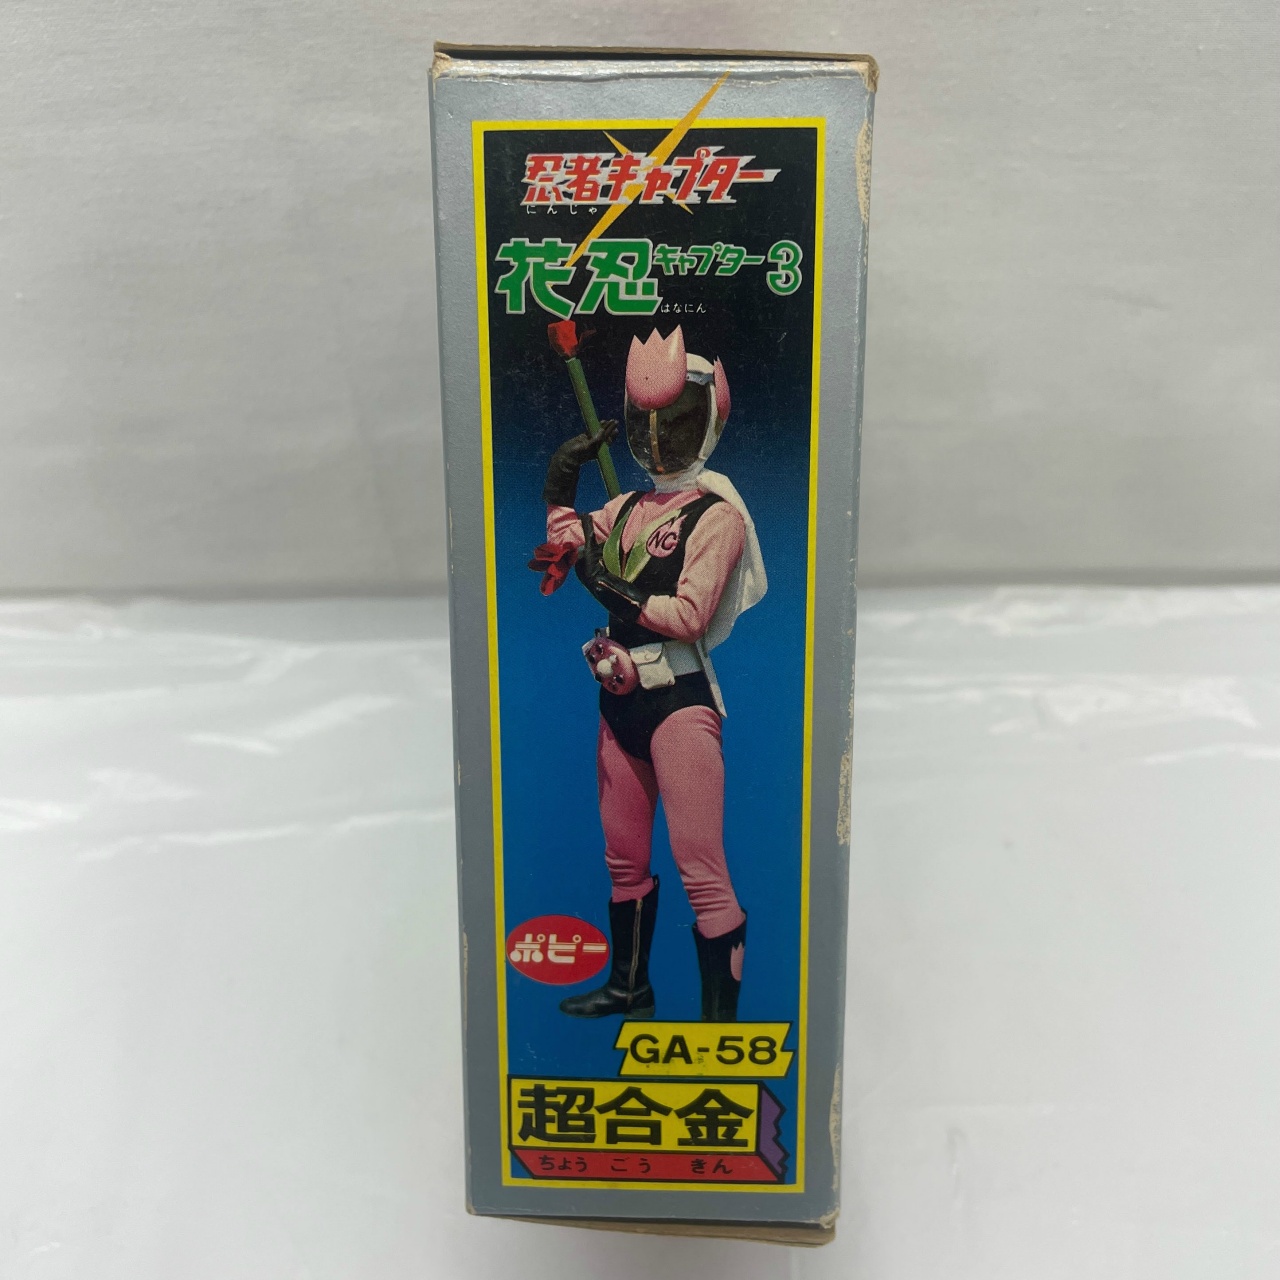 忍者キャプター
にんじゃ
花忍キャプター3
はなにん
NC
ポピー
GA-58
超合金
ちょうごうきん